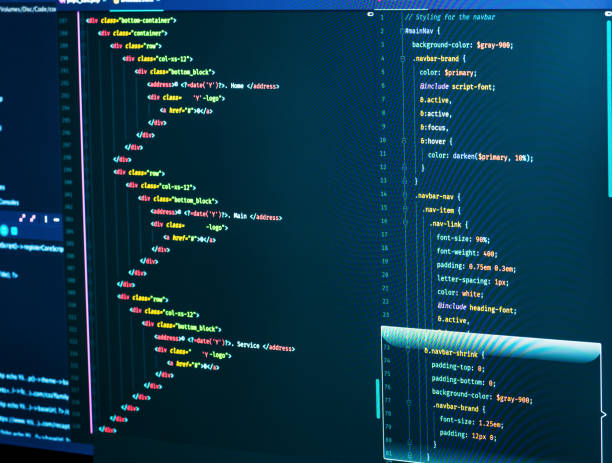 /Volumes/Disc/Code/co
<div class="bottom-container">
<div class="container">
<div class="row">
<div class="col-xs-12">
<div class="bottom_block">
<address>© <?=date('Y')?>. Home </address>
<div class= 'Y'-logo">
<a href="#">©</a>
</div>
</div>
</div>
</div>
<div class="row">
<div class="col-xs-12">
<div class="bottom_block">
<address>© <?=date('Y')?>. Main </address>
<div class= -logo">
<a href="#">©</a>
</div>
</div>
</div>
</div>
<div class="row">
<div class="col-xs-12">
<div class="bottom_block">
<address>© <?=date('Y')?>. Service </address>
<div class=" 'Y-logo">
<a href="#">©</a>
</div>
</div>
</div>
</div>
</div>
</div>
1 // Styling for the navbar
2 #mainNav {
3 background-color: $gray-900;
4 .navbar-brand {
5 color: $primary;
6 @include script-font;
7 &.active,
8 &:active,
9 &:focus,
10 &:hover {
11 color: darken($primary, 10%);
12 }
13 }
14 .navbar-nav {
15 .nav-item {
16 .nav-link {
17 font-size: 90%;
18 font-weight: 400;
19 padding: 0.75em 0.3em;
20 letter-spacing: 1px;
21 color: white;
22 @include heading-font;
23 &.active,
&.navbar-shrink {
padding-top: 0;
padding-bottom: 0;
background-color: $gray-900;
77 .navbar-brand {
78 font-size: 1.25em;
79 padding: 12px 0;
80 }
81 }